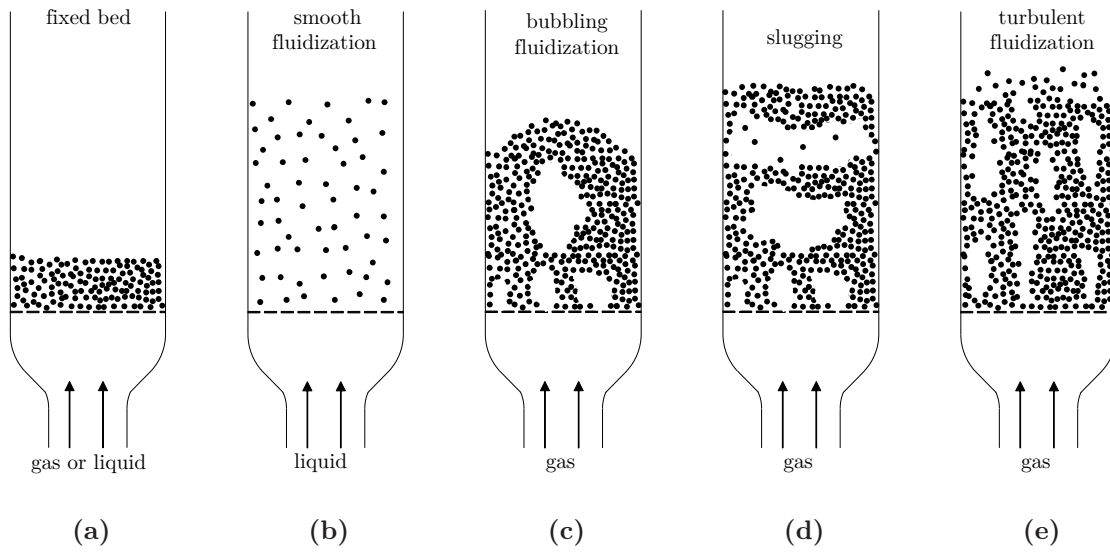 fixed bed
smooth
fluidization
bubbling
fluidization
slugging
turbulent
fluidization
gas or liquid
liquid
gas
gas
gas
(a)
(b)
(c)
(d)
(e)